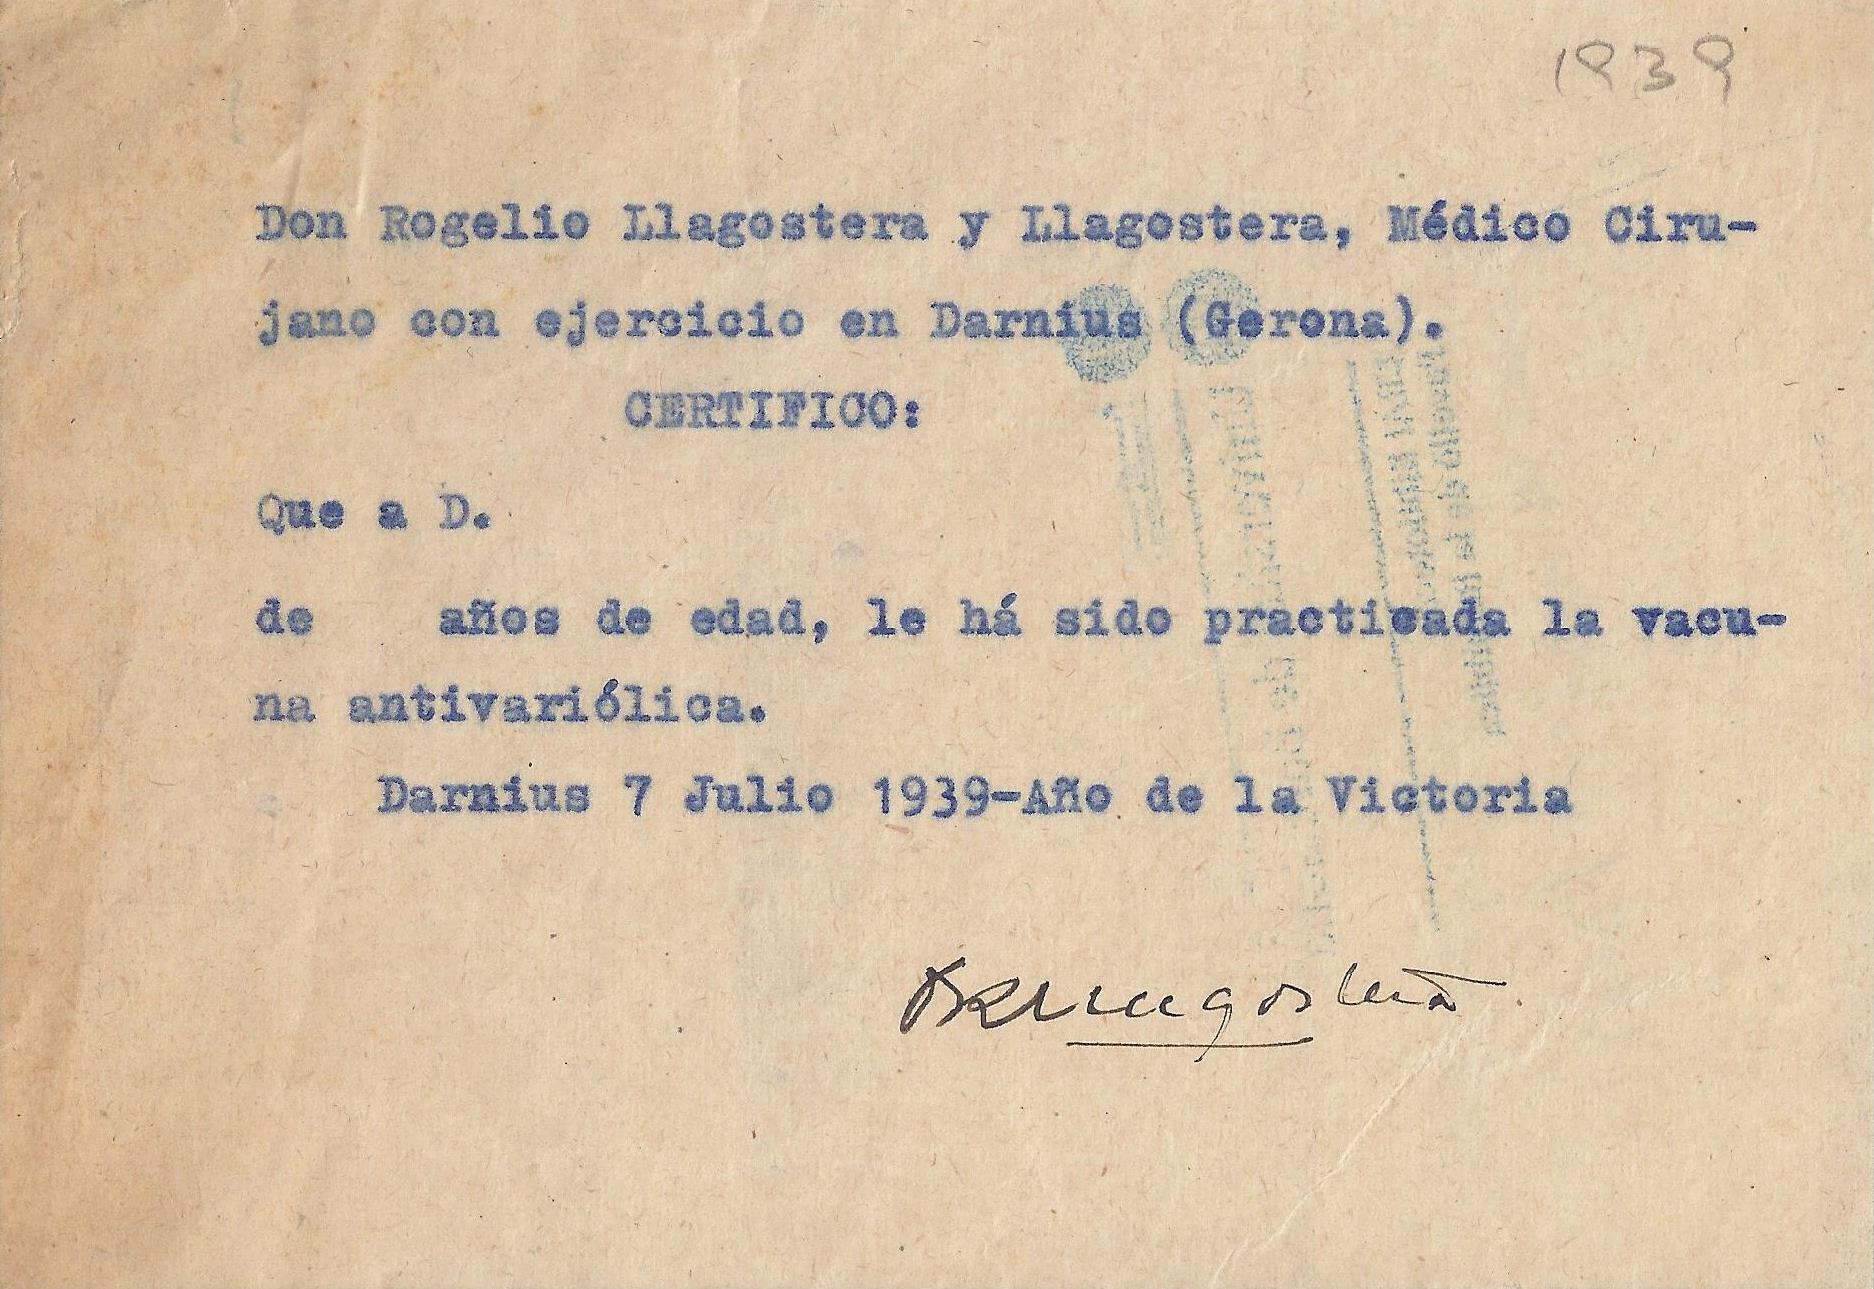 1939
Don Rogelio Llagostera y Llagostera, Médico Ciru-
jano con ejercicio en Darnius (Gerona).
CERTIFICO:
Que a D.
de años de edad, le há sido practicada la vacu-
na antivariólica.
Darnius 7 Julio 1939-Año de la Victoria